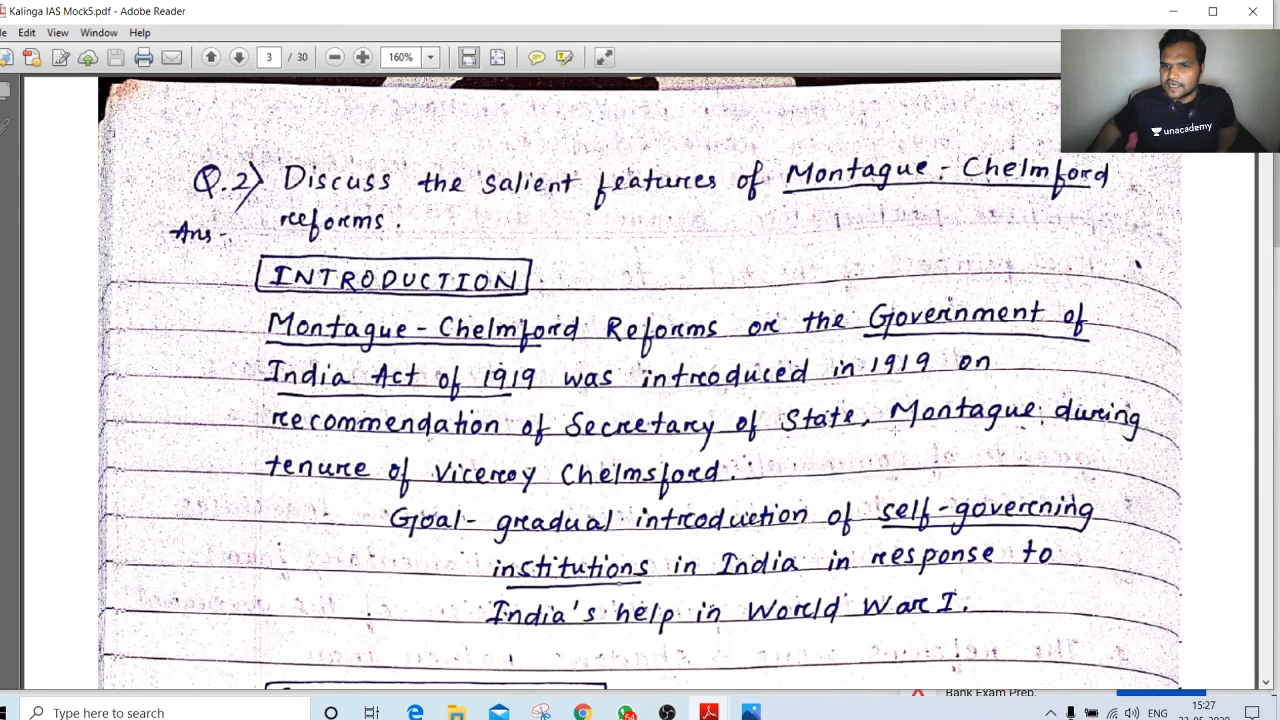 Kalinga IAS Mock5.pdf - Adobe Reader
Edit View Window Help
3 / 30 160%
unacademy
Q.2) Discuss the salient features of Montague - Chelmford
reforms.
Ans -
INTRODUCTION
Montague - Chelmford Reforms or the Government of
India Act of 1919 was introduced in 1919 on
recommendation of Secretary of State, Montague during
tenure of Viceroy Chelmsford.
Goal - gradual introduction of self-governing
institutions in India in response to
India's help in World War I.
Bank Exam Prep.
Type here to search
ENG
15:27